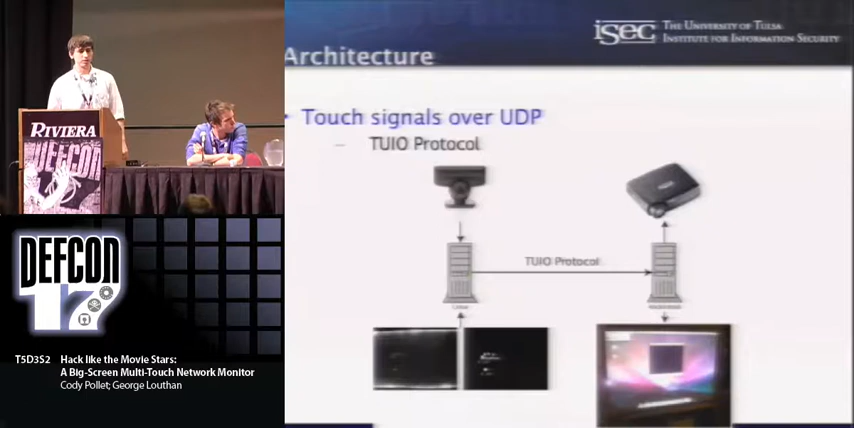 isec THE UNIVERSITY OF TULSA
INSTITUTE FOR INFORMATION SECURITY
Architecture
Touch signals over UDP
TUIO Protocol
TUIO Protocol
RIVIERA
DEFCON
DEFCON
17
T5D3S2 Hack like the Movie Stars:
A Big-Screen Multi-Touch Network Monitor
Cody Pollet; George Louthan